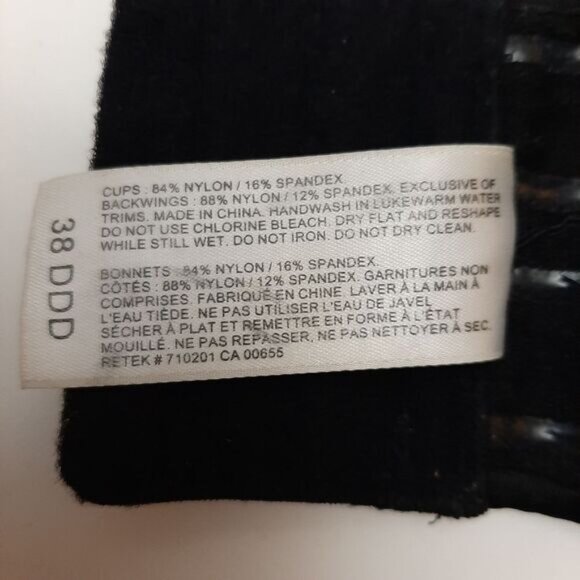 CUPS : 84% NYLON / 16% SPANDEX.
BACKWINGS : 88% NYLON / 12% SPANDEX, EXCLUSIVE OF
TRIMS. MADE IN CHINA. HANDWASH IN LUKEWARM WATER
DO NOT USE CHLORINE BLEACH. DRY FLAT AND RESHAPE
WHILE STILL WET. DO NOT IRON. DO NOT DRY CLEAN.
BONNETS : 84% NYLON / 16% SPANDEX.
CÔTÉS : 88% NYLON / 12% SPANDEX. GARNITURES NON
COMPRISES. FABRIQUÉ EN CHINE. LAVER À LA MAIN À
L'EAU TIÈDE. NE PAS UTILISER L'EAU DE JAVEL
SÉCHER À PLAT ET REMETTRE EN FORME À L'ÉTAT
MOUILLÉ. NE PAS REPASSER, NE PAS NETTOYER À SEC.
RETEK # 710201 CA 00655
38 DDD